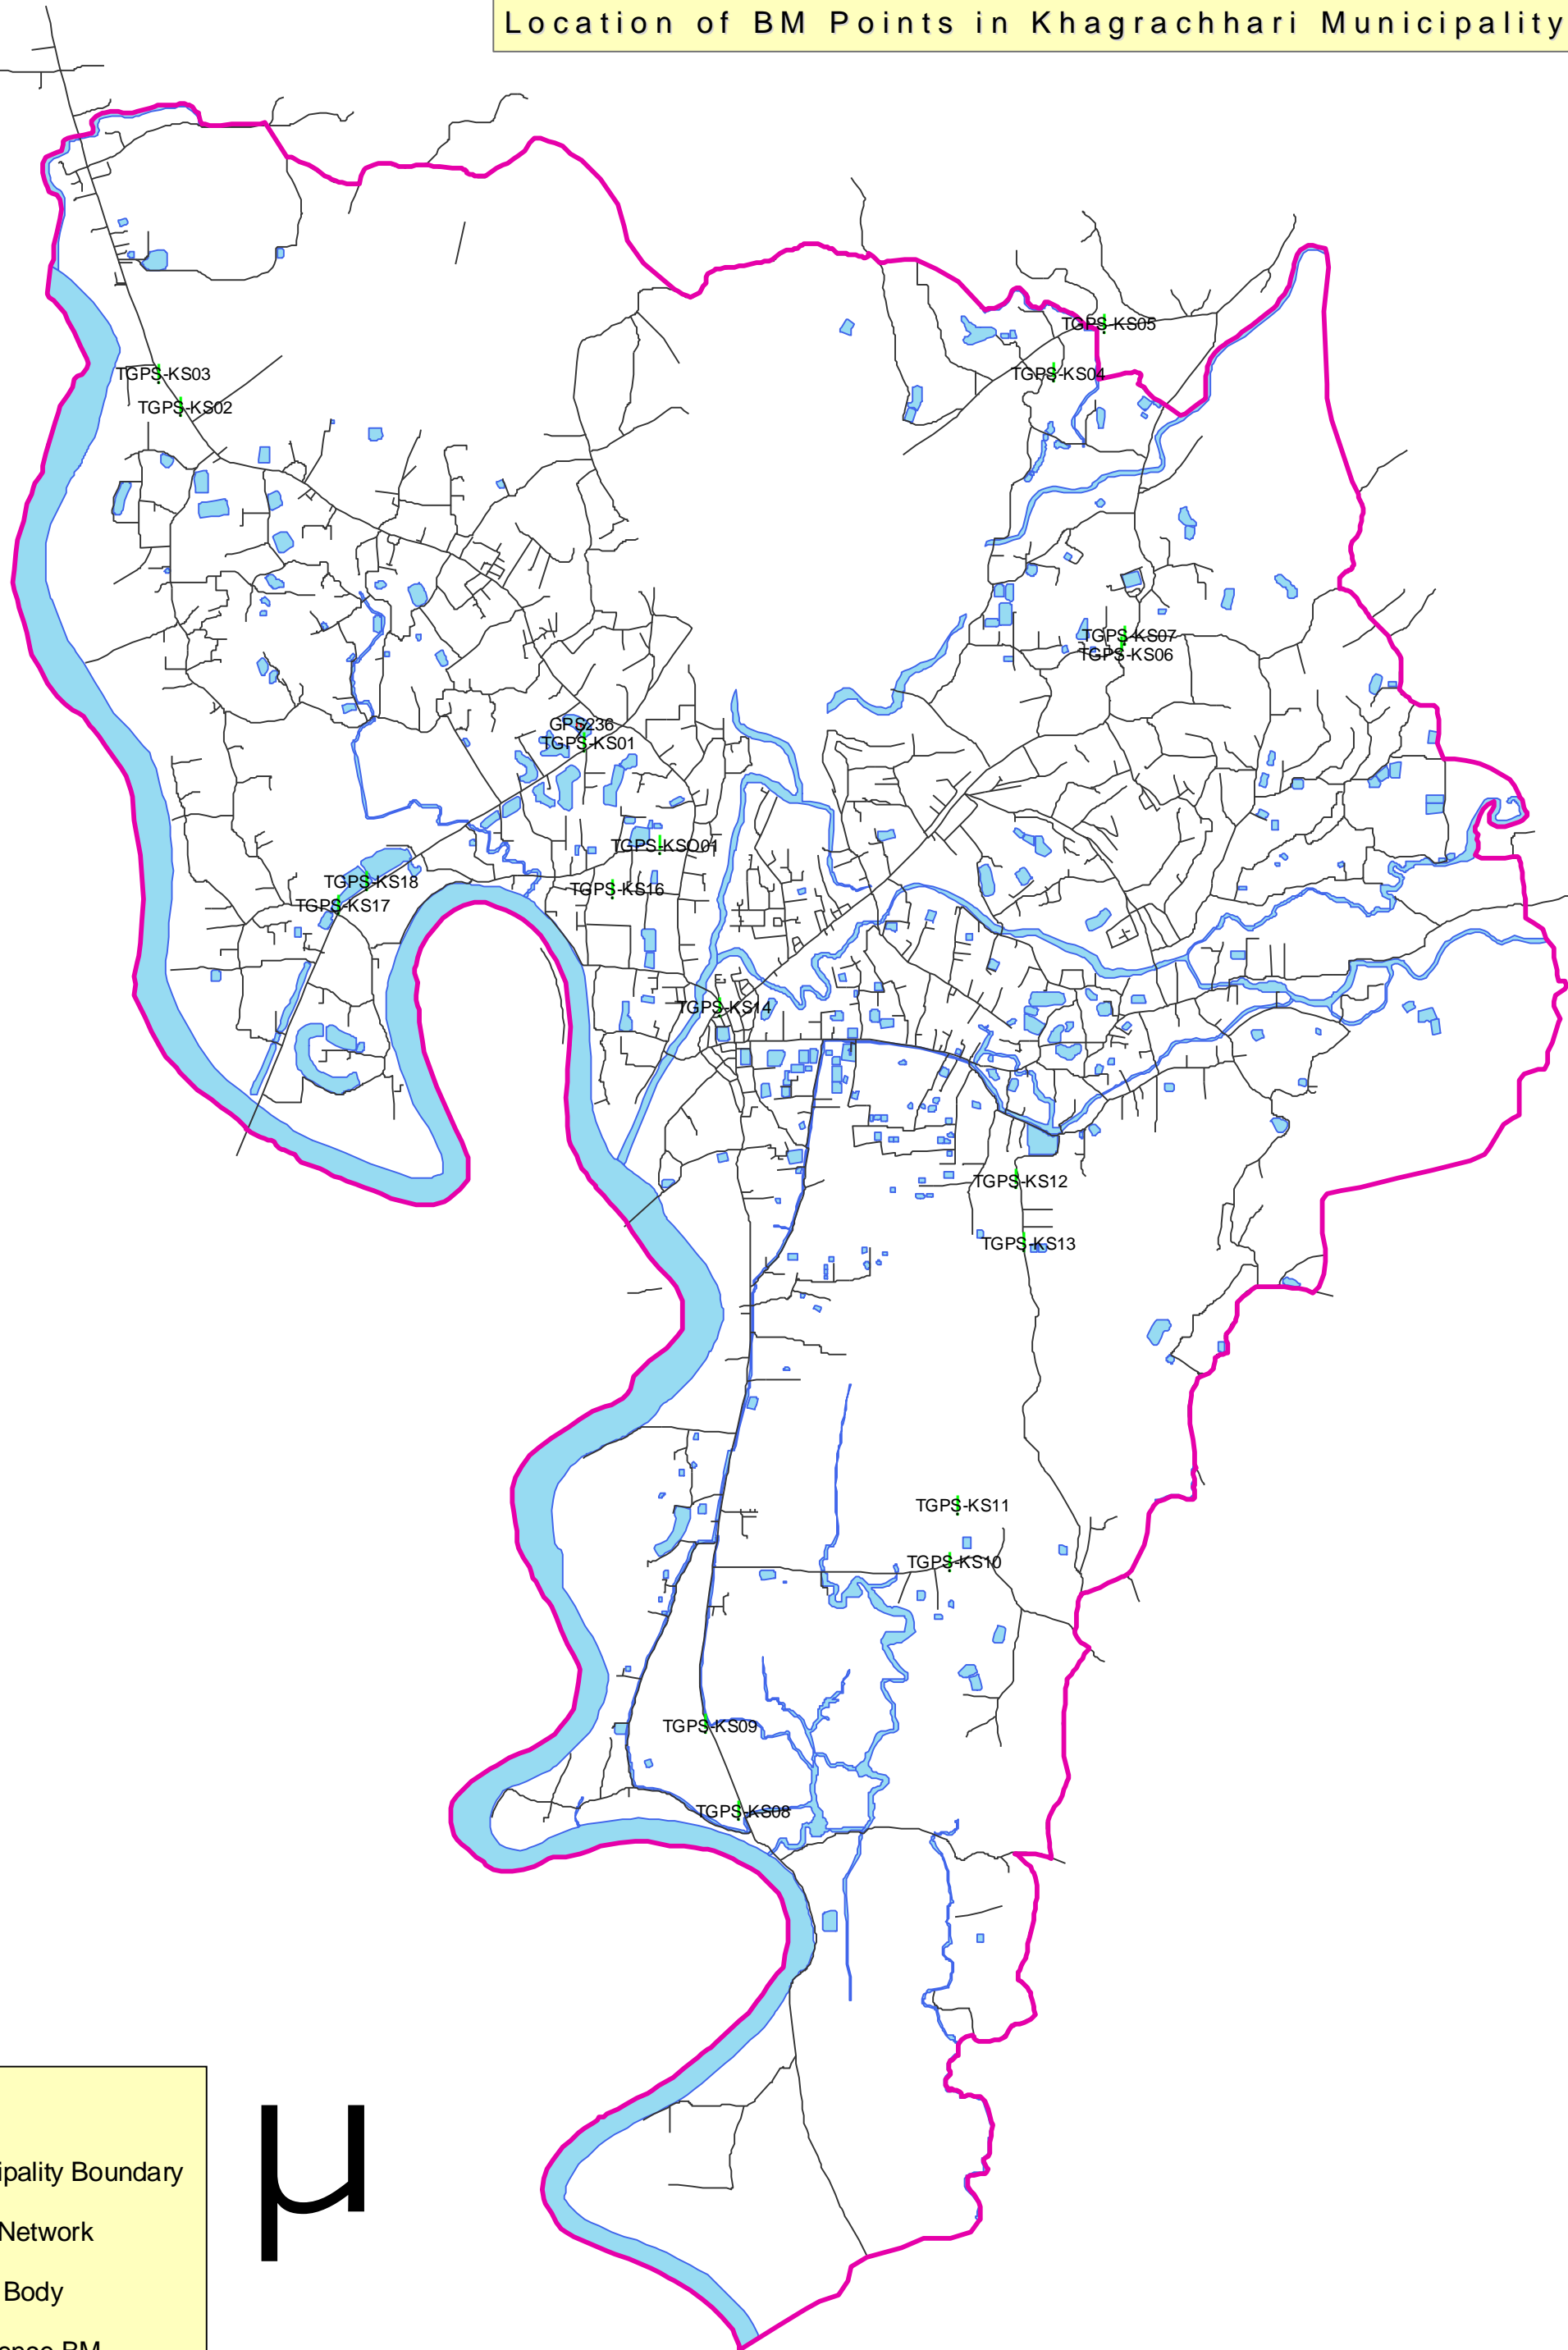 Location of BM Points in Khagrachhari Municipality
TGPS-KS05
TGPS-KS03
TGPS-KS04
TGPS-KS02
TGPS-KS07
TGPS-KS06
GPS236
TGPS-KS01
TGPS-KSO01
TGPS-KS18
TGPS-KS16
TGPS-KS17
TGPS-KS14
TGPS-KS12
TGPS-KS13
TGPS-KS11
TGPS-KS10
TGPS-KS09
TGPS-KS08
ipality Boundary
Network
Body
µ